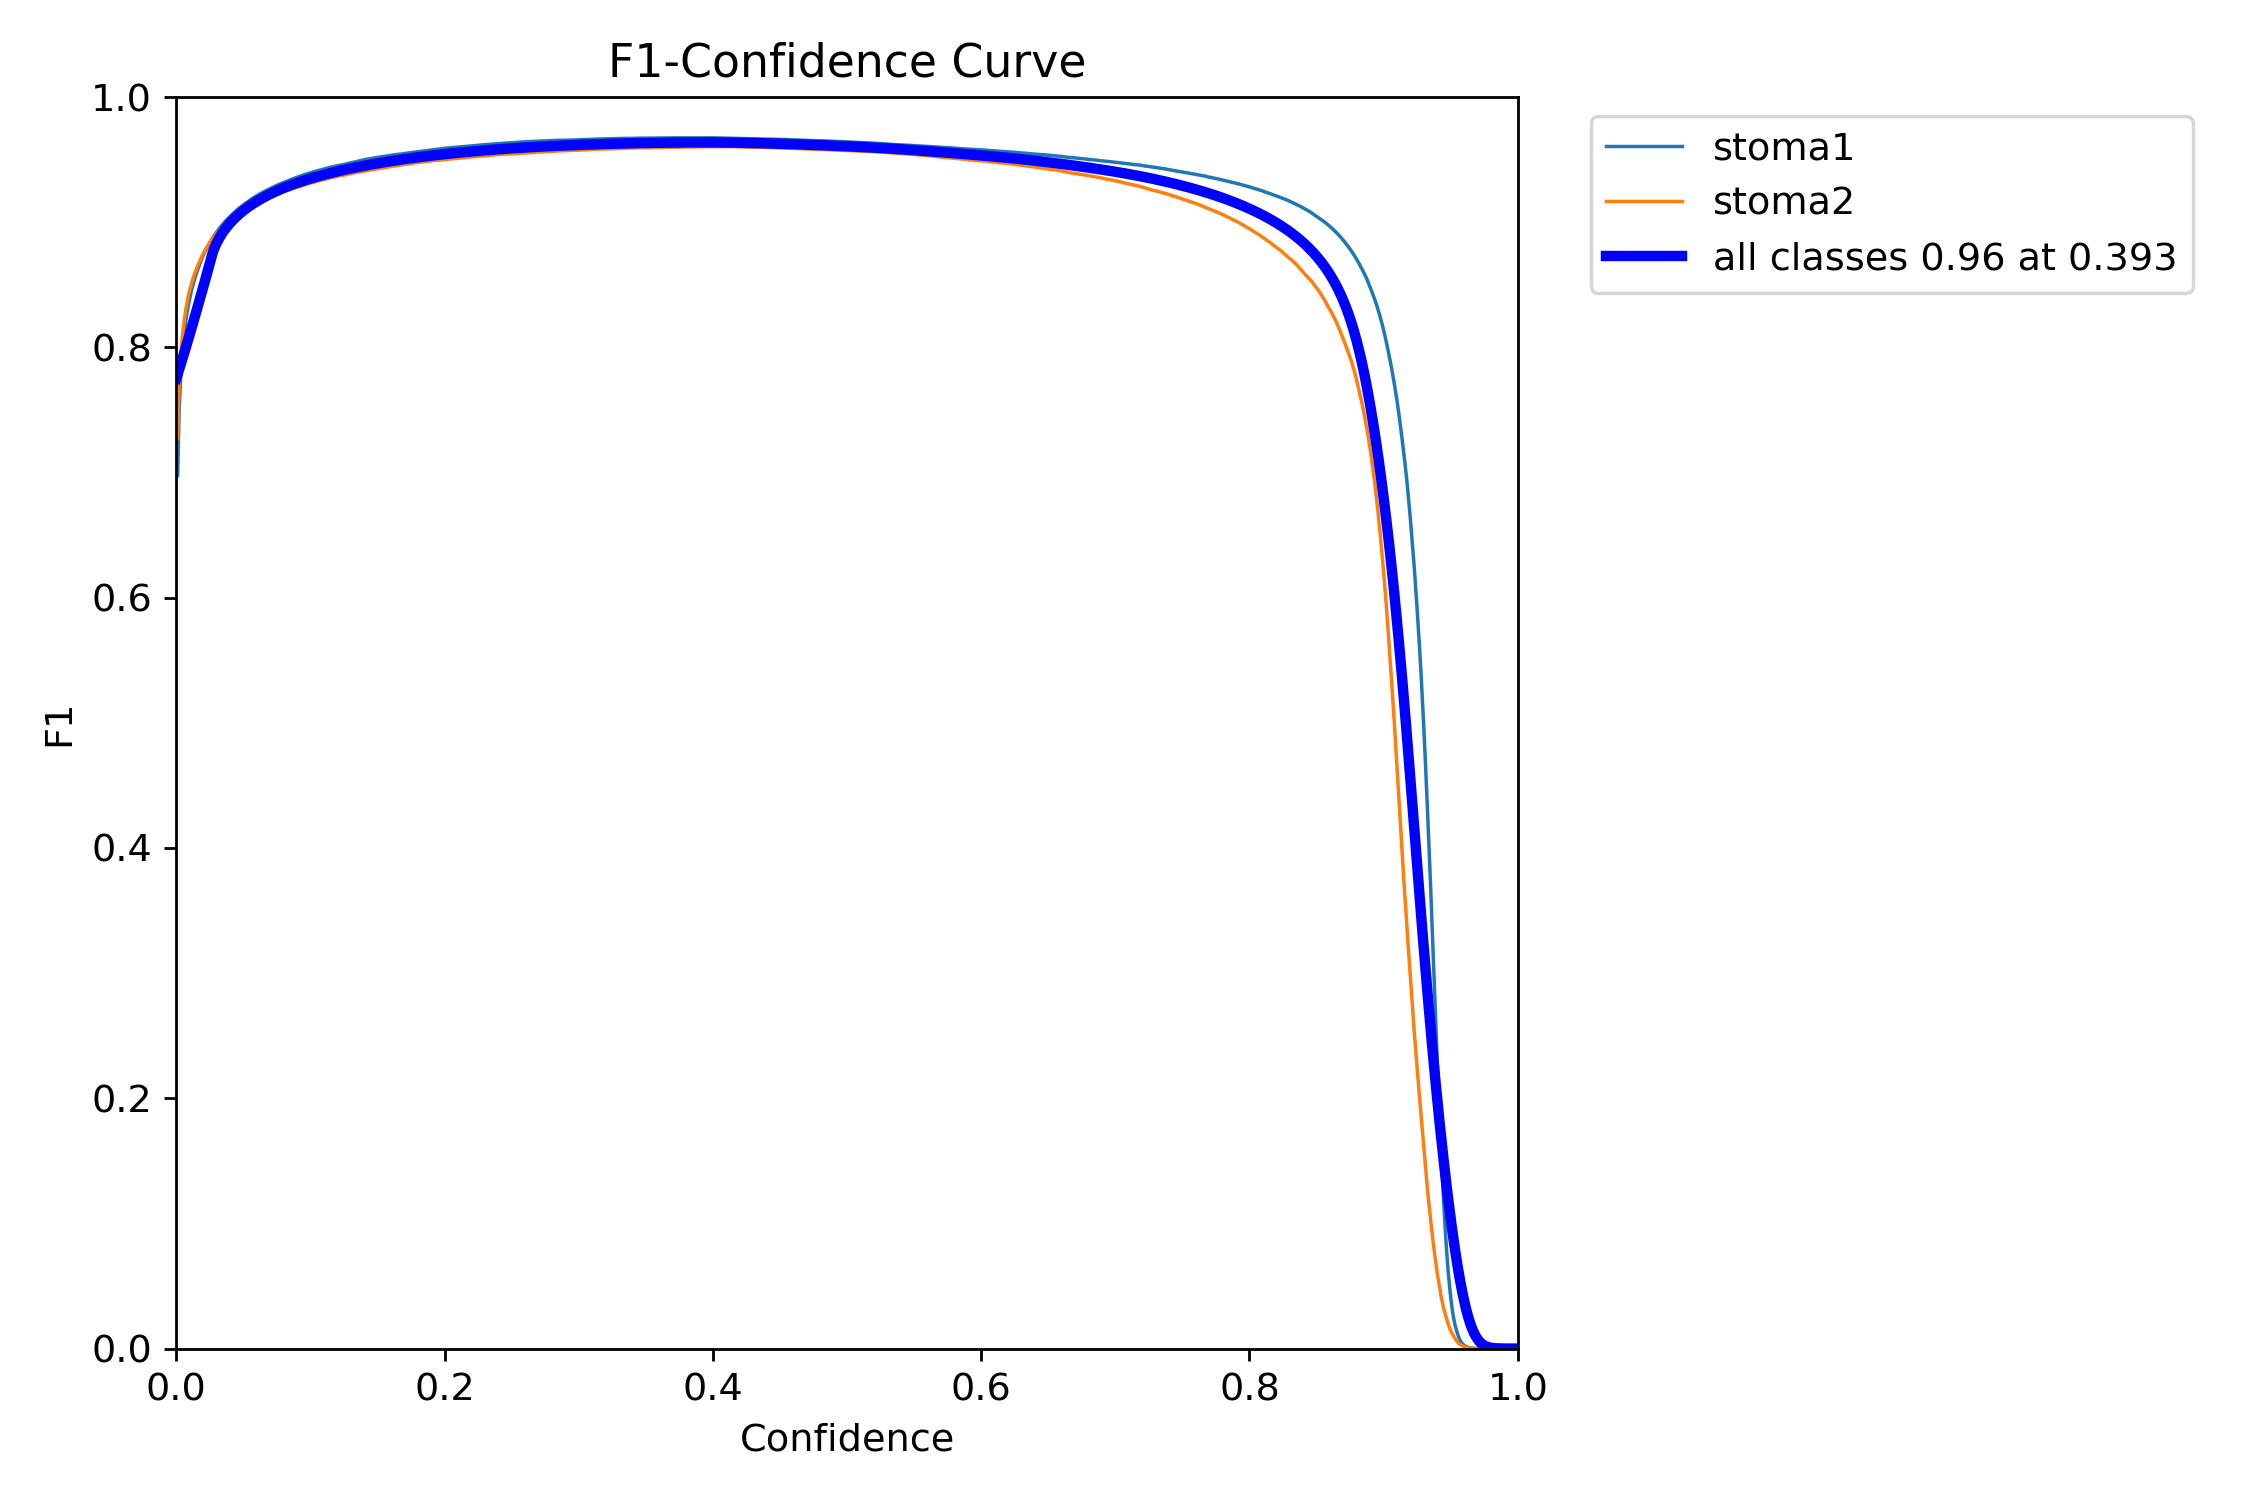 F1-Confidence Curve
stoma1
stoma2
all classes 0.96 at 0.393
F1
1.0
0.8
0.6
0.4
0.2
0.0
0.0 0.2 0.4 0.6 0.8 1.0
Confidence